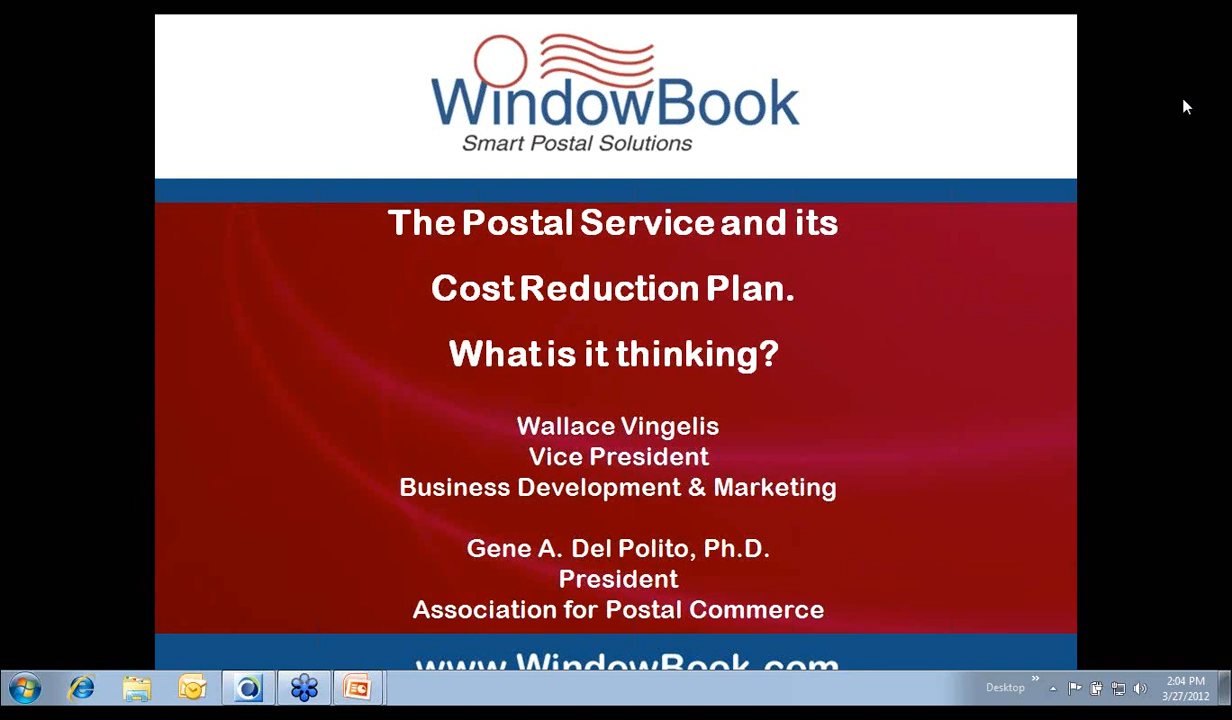 WindowBook
Smart Postal Solutions
The Postal Service and its
Cost Reduction Plan.
What is it thinking?
Wallace Vingelis
Vice President
Business Development & Marketing
Gene A. Del Polito, Ph.D.
President
Association for Postal Commerce
www.WindowBook.com
Desktop
2:04 PM
3/27/2012